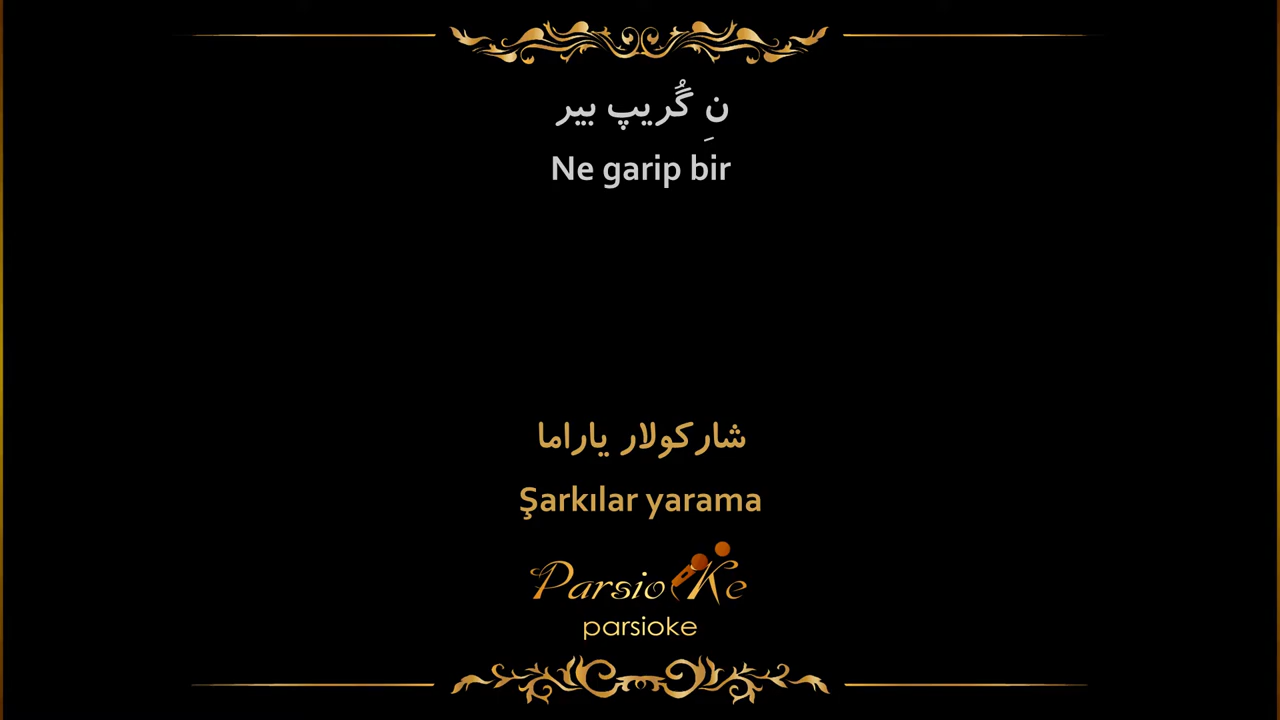 نِ گُریپ بیر
Ne garip bir
شارکولار یاراما
Şarkılar yarama
ParsioKe
parsioke